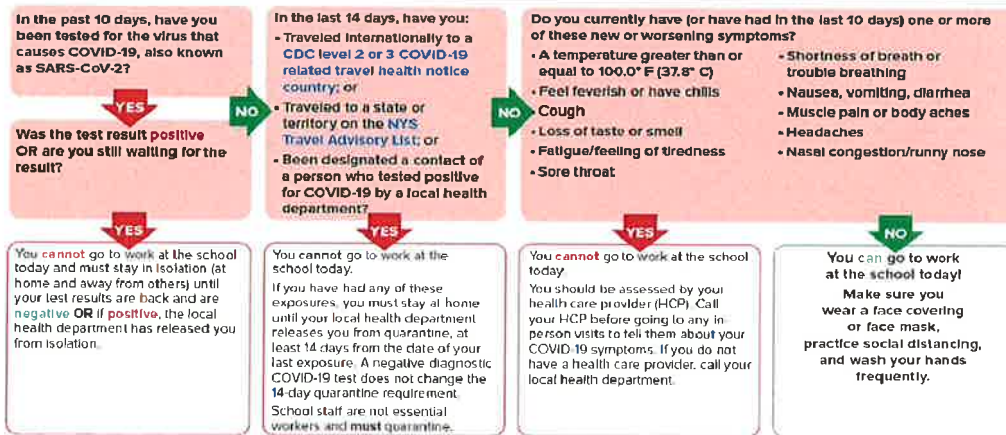 In the past 10 days, have you
been tested for the virus that
causes COVID-19, also known
as SARS-CoV-2?
YES
NO
Was the test result positive
OR are you still waiting for the
result?
YES
You cannot go to work at the school
today and must stay in isolation (at
home and away from others) until
your test results are back and are
negative OR if positive, the local
health department has released you
from isolation.
In the last 14 days, have you:
• Traveled internationally to a
CDC level 2 or 3 COVID-19
related travel health notice
country; or
• Traveled to a state or
territory on the NYS
Travel Advisory List; or
• Been designated a contact of
a person who tested positive
for COVID-19 by a local health
department?
YES
NO
You cannot go to work at the
school today.
If you have had any of these
exposures, you must stay at home
until your local health department
releases you from quarantine, at
least 14 days from the date of your
last exposure. A negative diagnostic
COVID-19 test does not change the
14-day quarantine requirement.
School staff are not essential
workers and must quarantine.
Do you currently have (or have had in the last 10 days) one or more
of these new or worsening symptoms?
• A temperature greater than or
equal to 100.0° F (37.8° C)
• Feel feverish or have chills
• Cough
• Loss of taste or smell
• Fatigue/feeling of tiredness
• Sore throat
• Shortness of breath or
trouble breathing
• Nausea, vomiting, diarrhea
• Muscle pain or body aches
• Headaches
• Nasal congestion/runny nose
YES
You cannot go to work at the school
today
You should be assessed by your
health care provider (HCP). Call
your HCP before going to any in-
person visits to tell them about your
COVID-19 symptoms. If you do not
have a health care provider, call your
local health department.
NO
You can go to work
at the school today!
Make sure you
wear a face covering
or face mask,
practice social distancing,
and wash your hands
frequently.